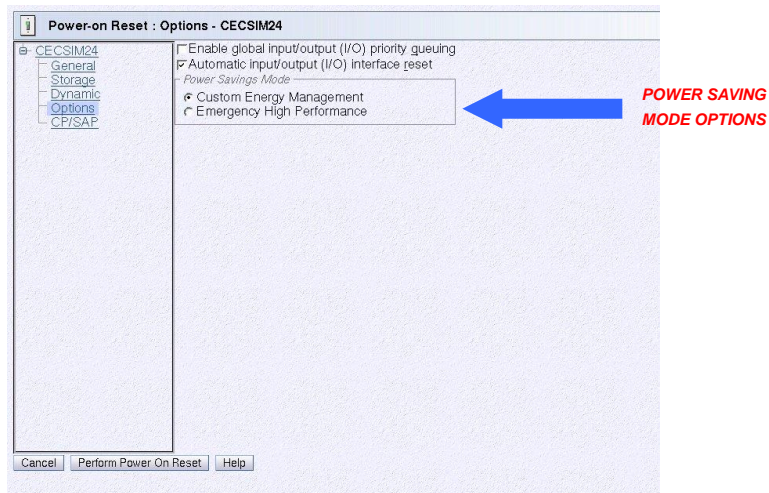 Power-on Reset : Options - CECSIM24
CECSIM24
General
Storage
Dynamic
Options
CP/SAP
Enable global input/output (I/O) priority queuing
Automatic input/output (I/O) interface reset
Power Savings Mode
Custom Energy Management
Emergency High Performance
POWER SAVING
MODE OPTIONS
Cancel Perform Power On Reset Help